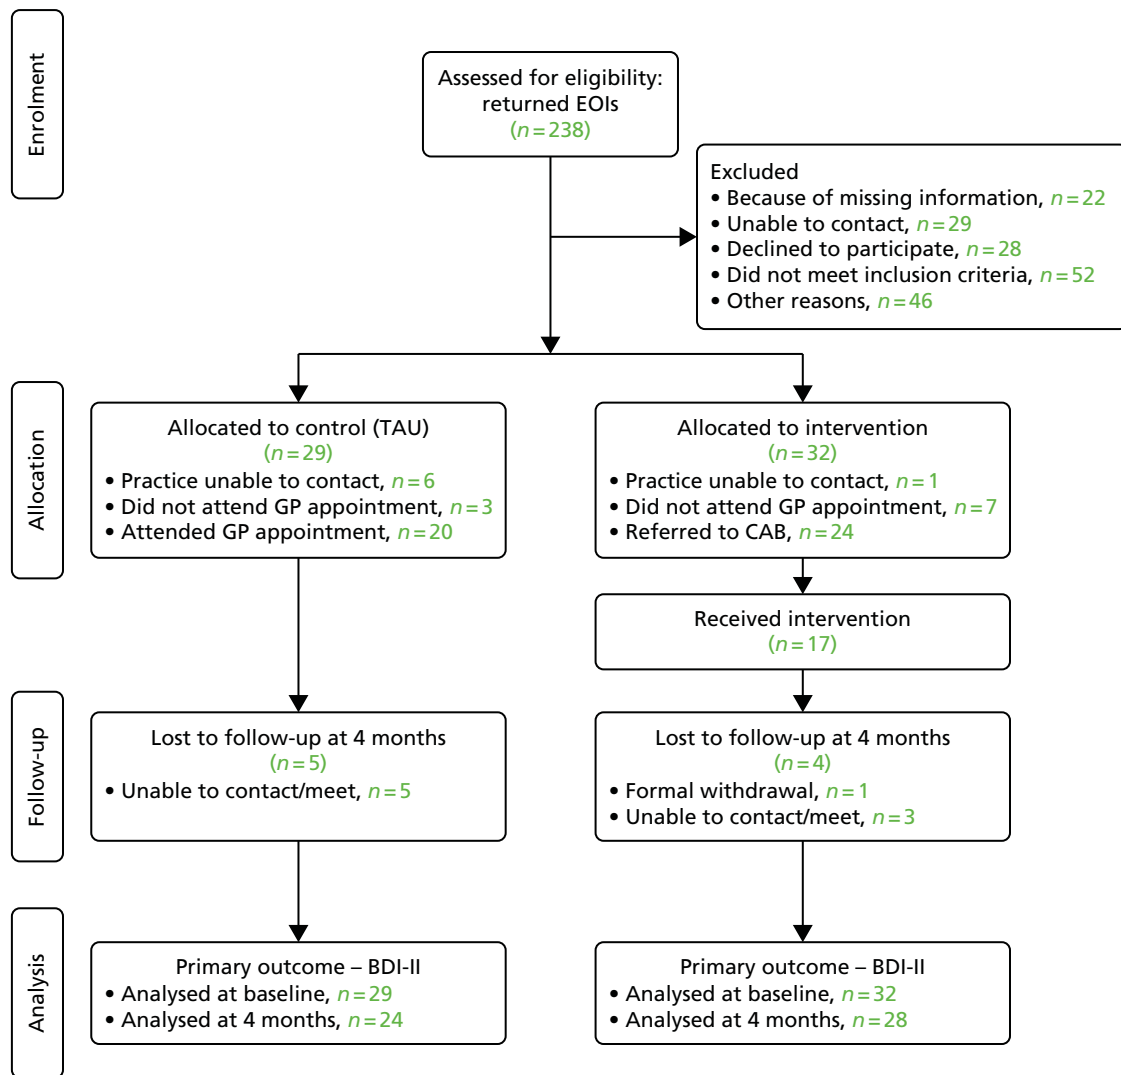 Enrolment
Assessed for eligibility:
returned EOIs
(n=238)
Excluded
• Because of missing information, n=22
• Unable to contact, n=29
• Declined to participate, n=28
• Did not meet inclusion criteria, n=52
• Other reasons, n=46
Allocation
Allocated to control (TAU)
(n=29)
• Practice unable to contact, n=6
• Did not attend GP appointment, n=3
• Attended GP appointment, n=20
Allocated to intervention
(n=32)
• Practice unable to contact, n=1
• Did not attend GP appointment, n=7
• Referred to CAB, n=24
Received intervention
(n=17)
Follow-up
Lost to follow-up at 4 months
(n=5)
• Unable to contact/meet, n=5
Lost to follow-up at 4 months
(n=4)
• Formal withdrawal, n=1
• Unable to contact/meet, n=3
Analysis
Primary outcome – BDI-II
• Analysed at baseline, n=29
• Analysed at 4 months, n=24
Primary outcome – BDI-II
• Analysed at baseline, n=32
• Analysed at 4 months, n=28